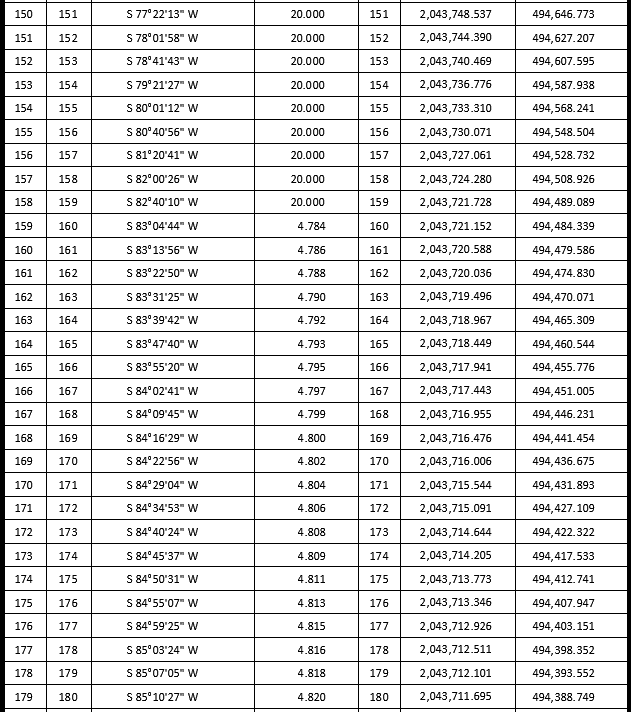 150 151 S 77°22'13" W 20.000 151 2,043,748.537 494,646.773
151 152 S 78°01'58" W 20.000 152 2,043,744.390 494,627.207
152 153 S 78°41'43" W 20.000 153 2,043,740.469 494,607.595
153 154 S 79°21'27" W 20.000 154 2,043,736.776 494,587.938
154 155 S 80°01'12" W 20.000 155 2,043,733.310 494,568.241
155 156 S 80°40'56" W 20.000 156 2,043,730.071 494,548.504
156 157 S 81°20'41" W 20.000 157 2,043,727.061 494,528.732
157 158 S 82°00'26" W 20.000 158 2,043,724.280 494,508.926
158 159 S 82°40'10" W 20.000 159 2,043,721.728 494,489.089
159 160 S 83°04'44" W 4.784 160 2,043,721.152 494,484.339
160 161 S 83°13'56" W 4.786 161 2,043,720.588 494,479.586
161 162 S 83°22'50" W 4.788 162 2,043,720.036 494,474.830
162 163 S 83°31'25" W 4.790 163 2,043,719.496 494,470.071
163 164 S 83°39'42" W 4.792 164 2,043,718.967 494,465.309
164 165 S 83°47'40" W 4.793 165 2,043,718.449 494,460.544
165 166 S 83°55'20" W 4.795 166 2,043,717.941 494,455.776
166 167 S 84°02'41" W 4.797 167 2,043,717.443 494,451.005
167 168 S 84°09'45" W 4.799 168 2,043,716.955 494,446.231
168 169 S 84°16'29" W 4.800 169 2,043,716.476 494,441.454
169 170 S 84°22'56" W 4.802 170 2,043,716.006 494,436.675
170 171 S 84°29'04" W 4.804 171 2,043,715.544 494,431.893
171 172 S 84°34'53" W 4.806 172 2,043,715.091 494,427.109
172 173 S 84°40'24" W 4.808 173 2,043,714.644 494,422.322
173 174 S 84°45'37" W 4.809 174 2,043,714.205 494,417.533
174 175 S 84°50'31" W 4.811 175 2,043,713.773 494,412.741
175 176 S 84°55'07" W 4.813 176 2,043,713.346 494,407.947
176 177 S 84°59'25" W 4.815 177 2,043,712.926 494,403.151
177 178 S 85°03'24" W 4.816 178 2,043,712.511 494,398.352
178 179 S 85°07'05" W 4.818 179 2,043,712.101 494,393.552
179 180 S 85°10'27" W 4.820 180 2,043,711.695 494,388.749